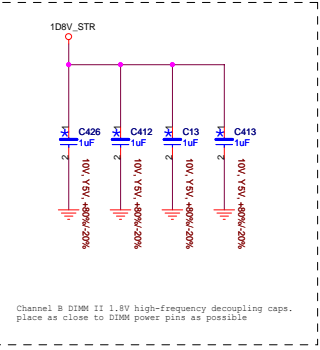 1D8V_STR
1
1
1
1
C426
C412
C13
C413
1uF
1uF
1uF
1uF
2
2
2
2
10V, Y5V, +80%/-20%
10V, Y5V, +80%/-20%
10V, Y5V, +80%/-20%
10V, Y5V, +80%/-20%
Channel B DIMM II 1.8V high-frequency decoupling caps.
place as close to DIMM power pins as possible